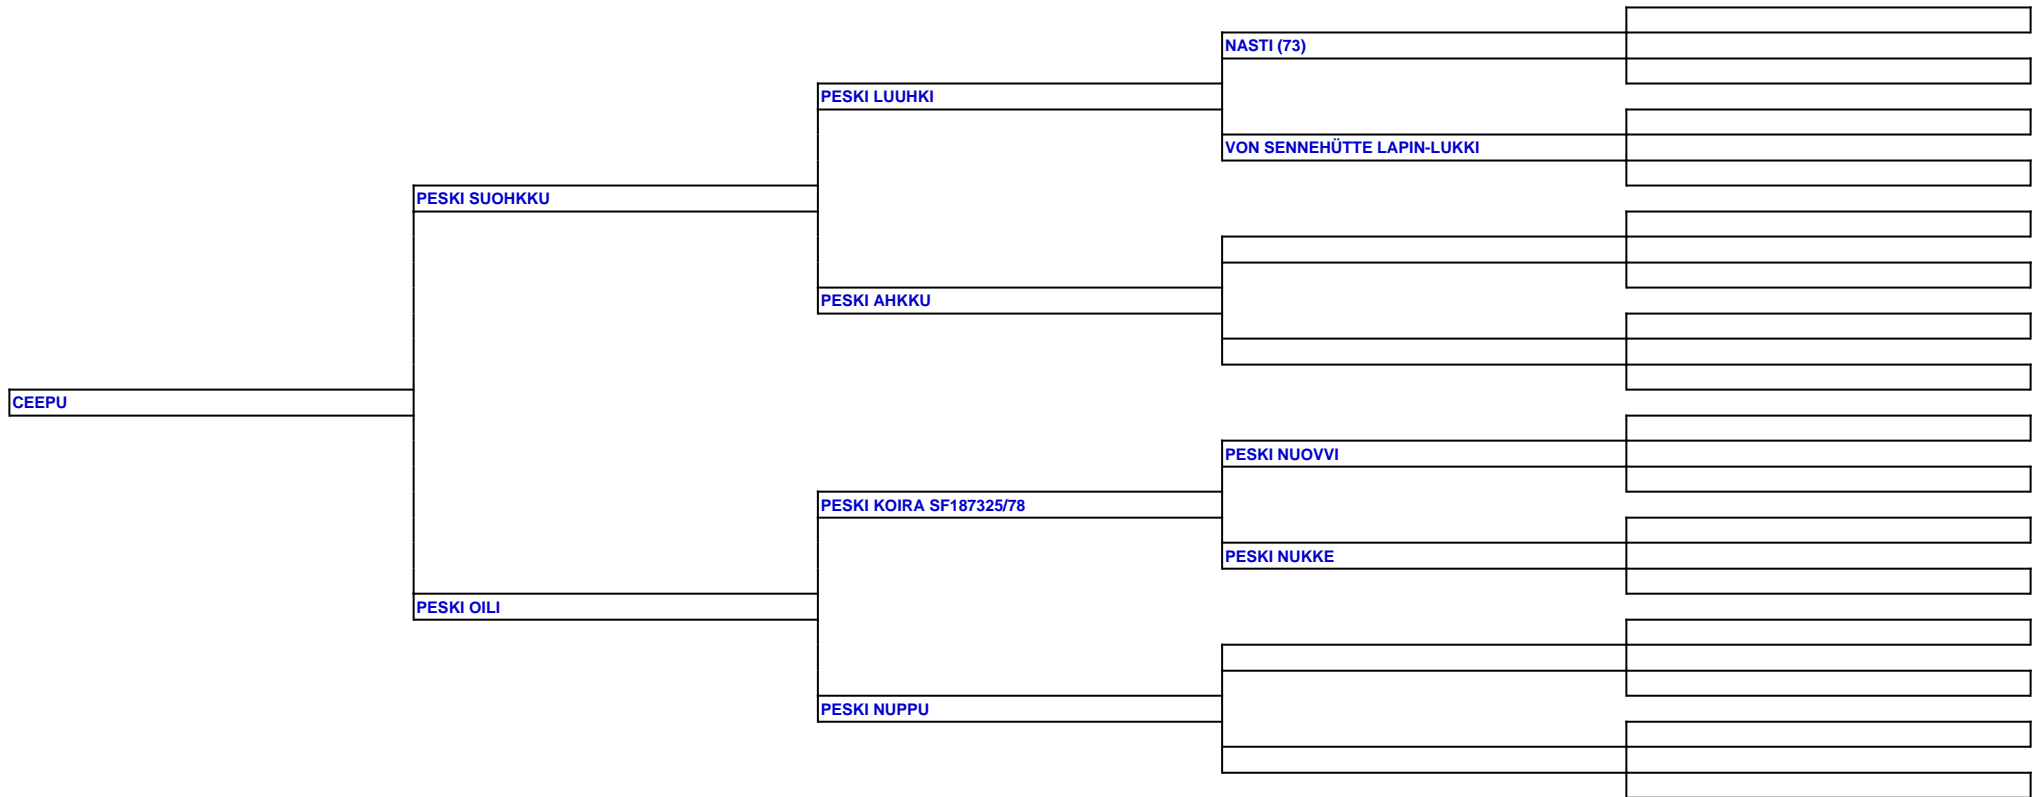 NASTI (73)
PESKI LUUHKI
VON SENNEHÜTTE LAPIN-LUKKI
PESKI SUOHKKU
PESKI AHKKU
CEEPU
PESKI NUOVVI
PESKI KOIRA SF187325/78
PESKI NUKKE
PESKI OILI
PESKI NUPPU